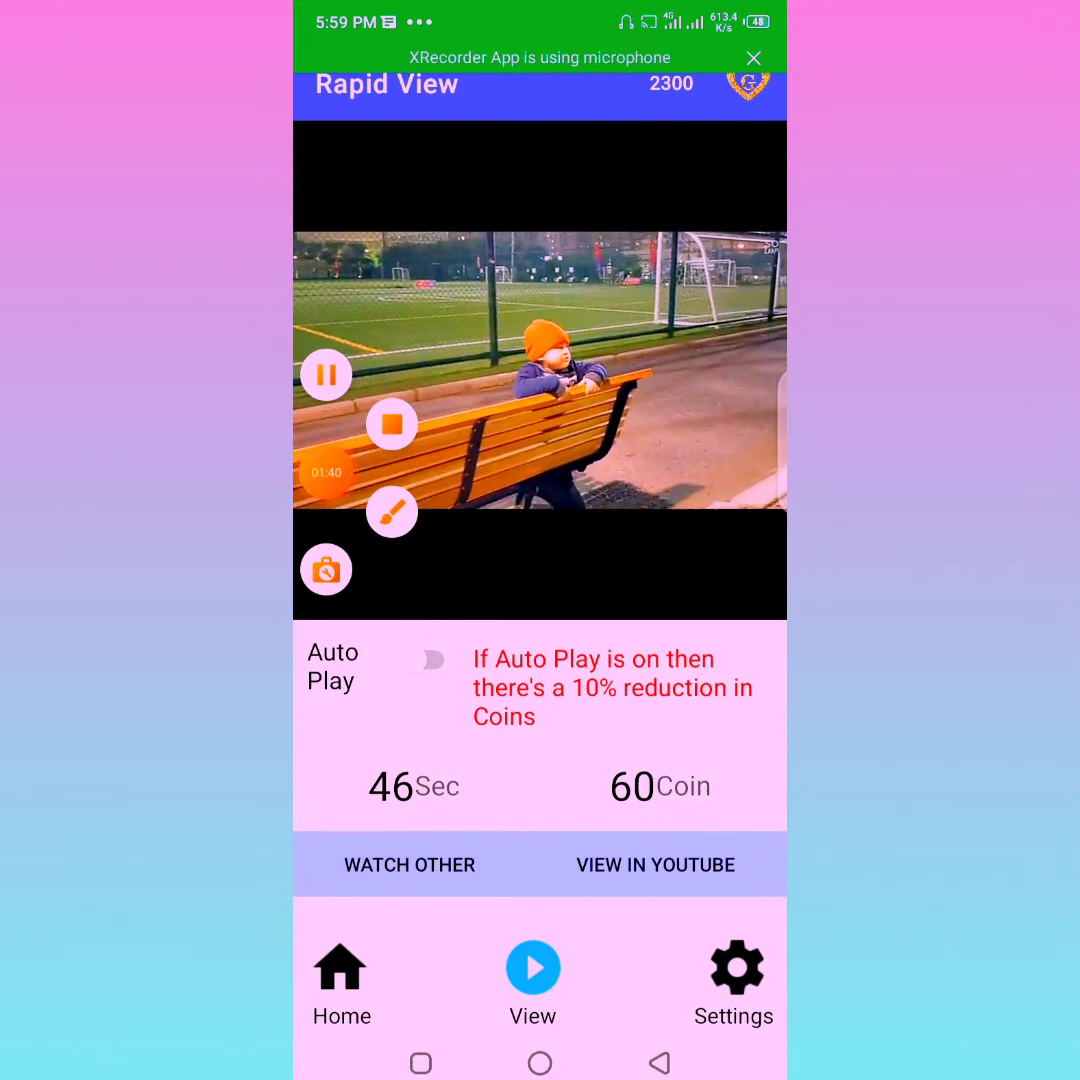 5:59 PM
4G
613.4
K/s
48
XRecorder App is using microphone
Rapid View
2300
G
01:40
Auto
Play
If Auto Play is on then
there's a 10% reduction in
Coins
46Sec
60Coin
WATCH OTHER
VIEW IN YOUTUBE
Home
View
Settings